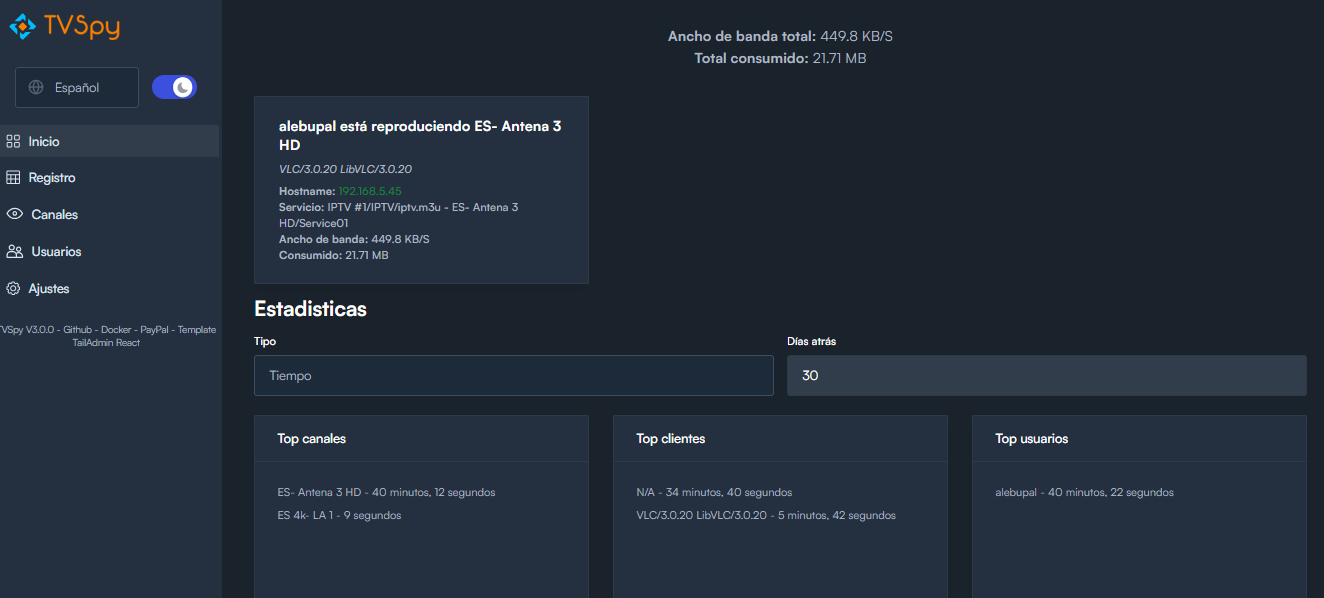 TVSpy
Español
Inicio
Registro
Canales
Usuarios
Ajustes
TVSpy V3.0.0 - Github - Docker - PayPal - Template
TailAdmin React
Ancho de banda total: 449.8 KB/S
Total consumido: 21.71 MB
alebupal está reproduciendo ES- Antena 3
HD
VLC/3.0.20 LibVLC/3.0.20
Hostname: 192.168.5.45
Servicio: IPTV #1/IPTV/iptv.m3u - ES- Antena 3
HD/Service01
Ancho de banda: 449.8 KB/S
Consumido: 21.71 MB
Estadisticas
Tipo
Tiempo
Días atrás
30
Top canales
ES- Antena 3 HD - 40 minutos, 12 segundos
ES 4k- LA 1 - 9 segundos
Top clientes
N/A - 34 minutos, 40 segundos
VLC/3.0.20 LibVLC/3.0.20 - 5 minutos, 42 segundos
Top usuarios
alebupal - 40 minutos, 22 segundos